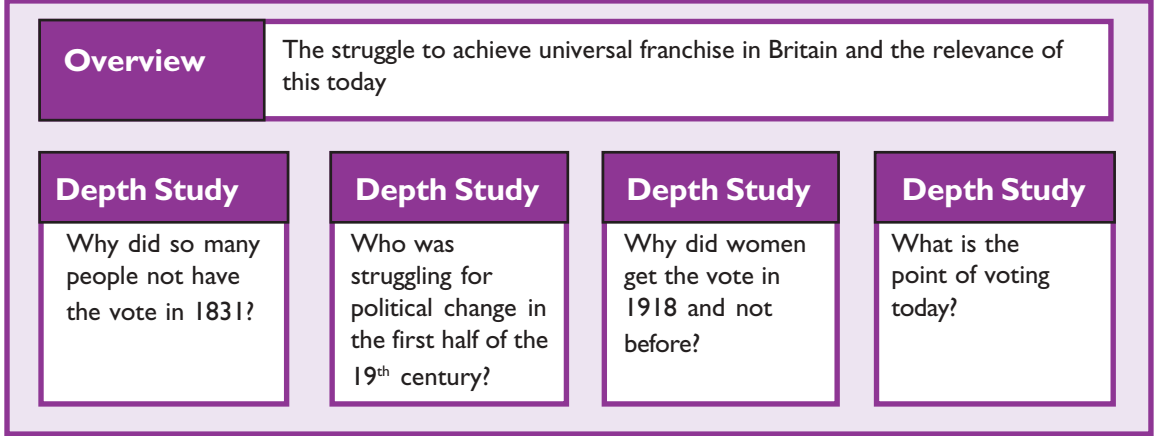 Overview
The struggle to achieve universal franchise in Britain and the relevance of
this today
Depth Study
Why did so many
people not have
the vote in 1831?
Depth Study
Who was
struggling for
political change in
the first half of the
19th century?
Depth Study
Why did women
get the vote in
1918 and not
before?
Depth Study
What is the
point of voting
today?